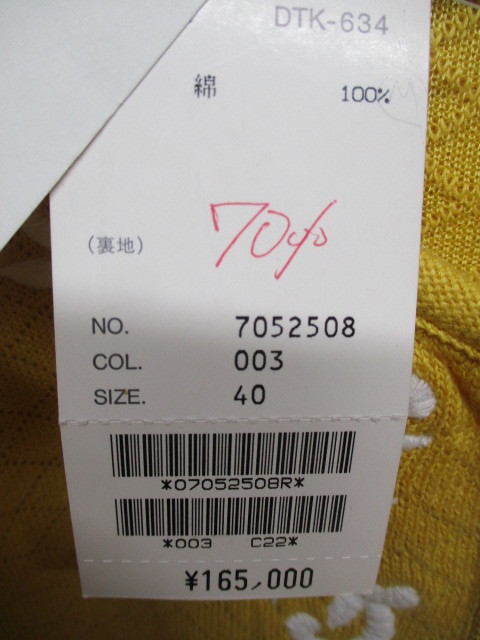 DTK-634
綿 100%
70%
(裏地)
NO. 7052508
COL. 003
SIZE. 40
*07052508R*
*003 C22*
¥165,000